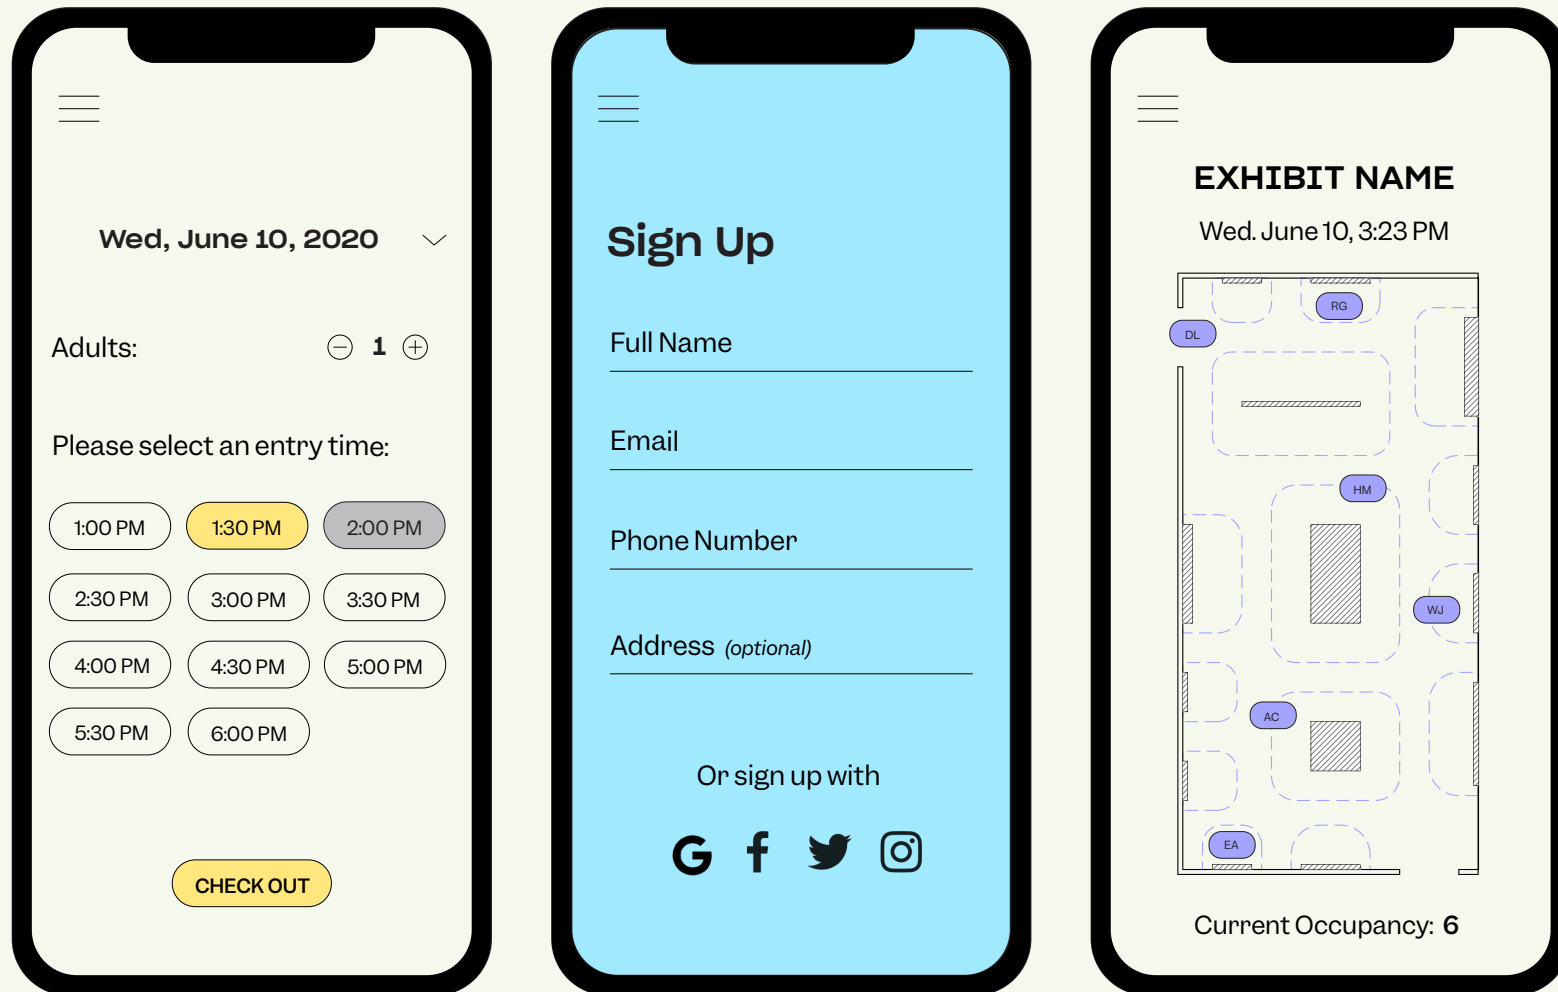 Wed, June 10, 2020
Adults:
1
Please select an entry time:
1:00 PM
1:30 PM
2:00 PM
2:30 PM
3:00 PM
3:30 PM
4:00 PM
4:30 PM
5:00 PM
5:30 PM
6:00 PM
CHECK OUT
Sign Up
Full Name
Email
Phone Number
Address (optional)
Or sign up with
EXHIBIT NAME
Wed. June 10, 3:23 PM
RG
DL
HM
WJ
AC
EA
Current Occupancy: 6